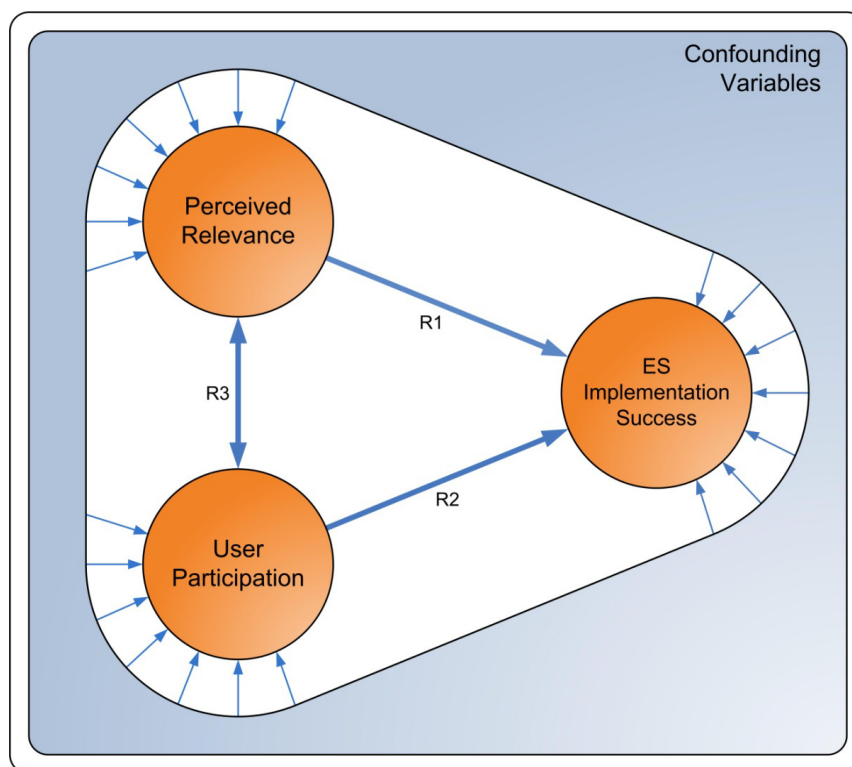 Confounding
Variables
Perceived
Relevance
R1
R3
ES
Implementation
Success
R2
User
Participation